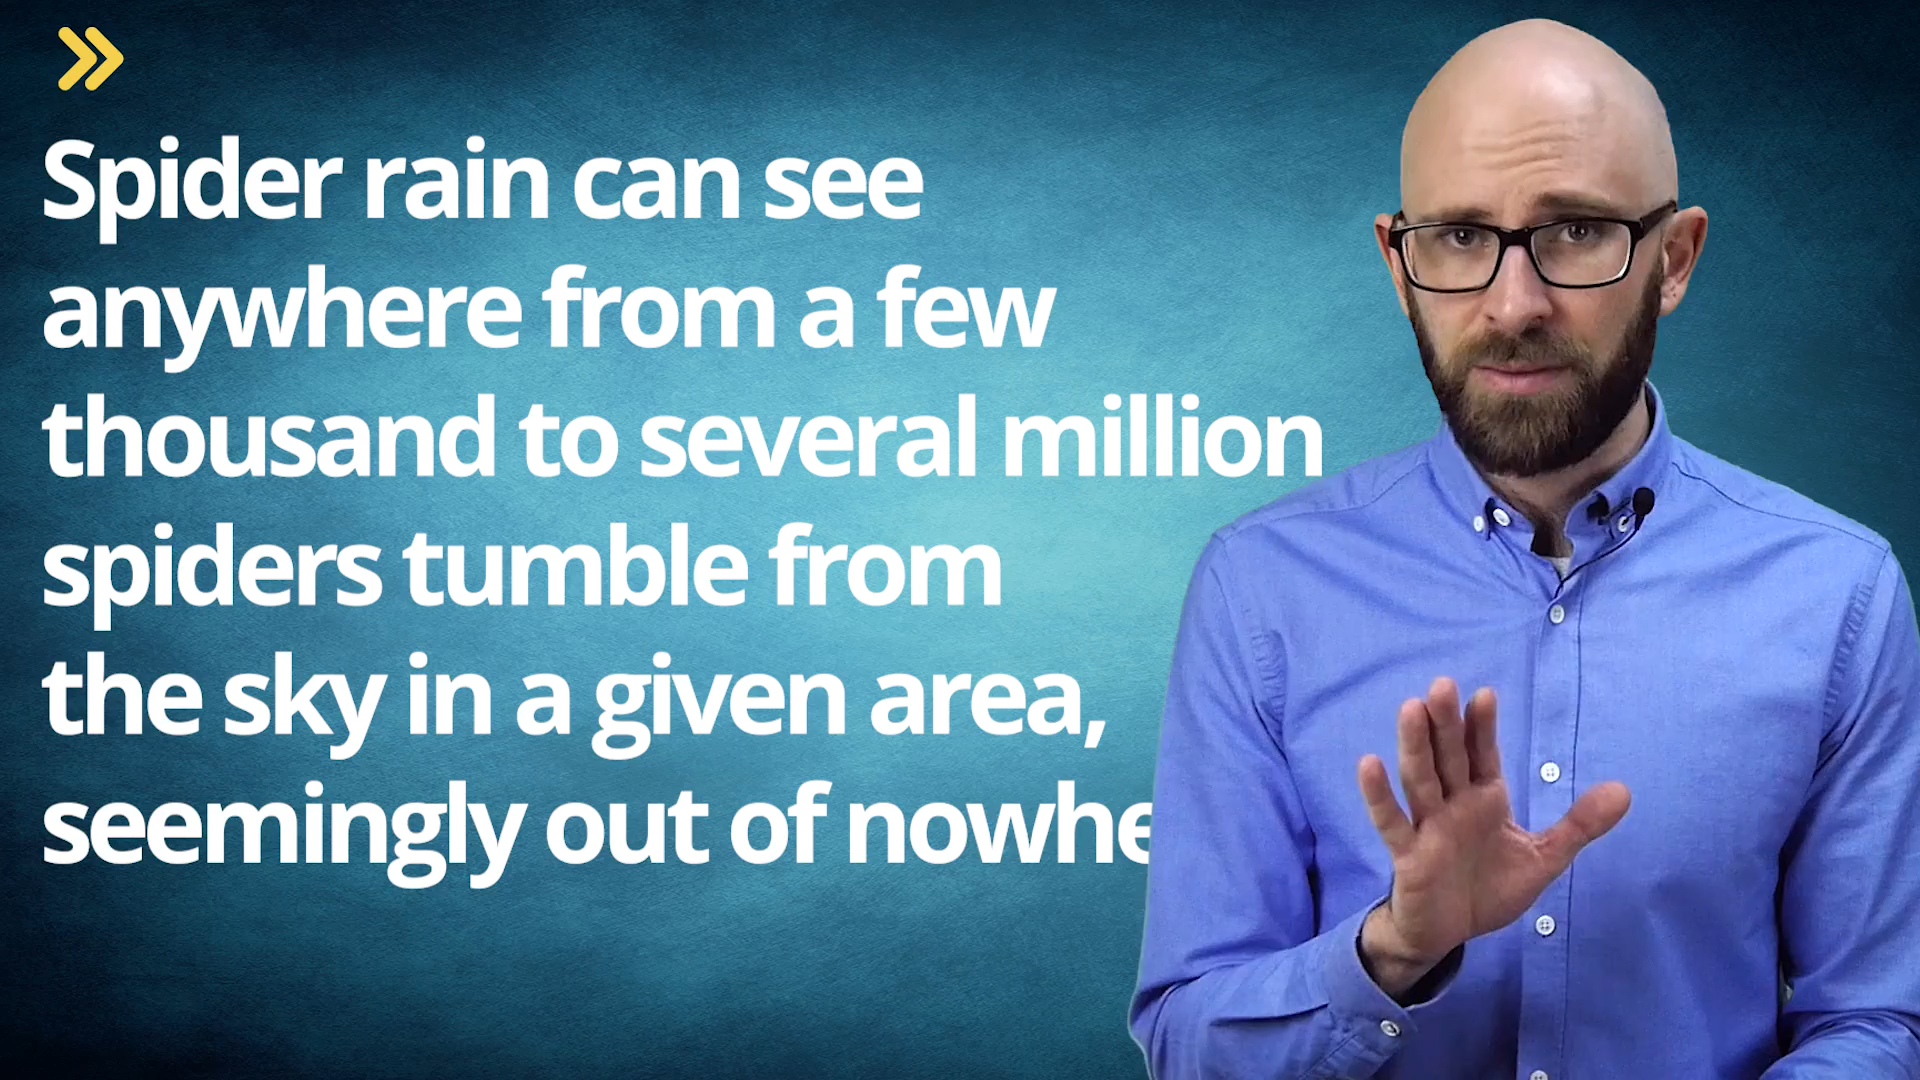 Spider rain can see
anywhere from a few
thousand to several million
spiders tumble from
the sky in a given area,
seemingly out of